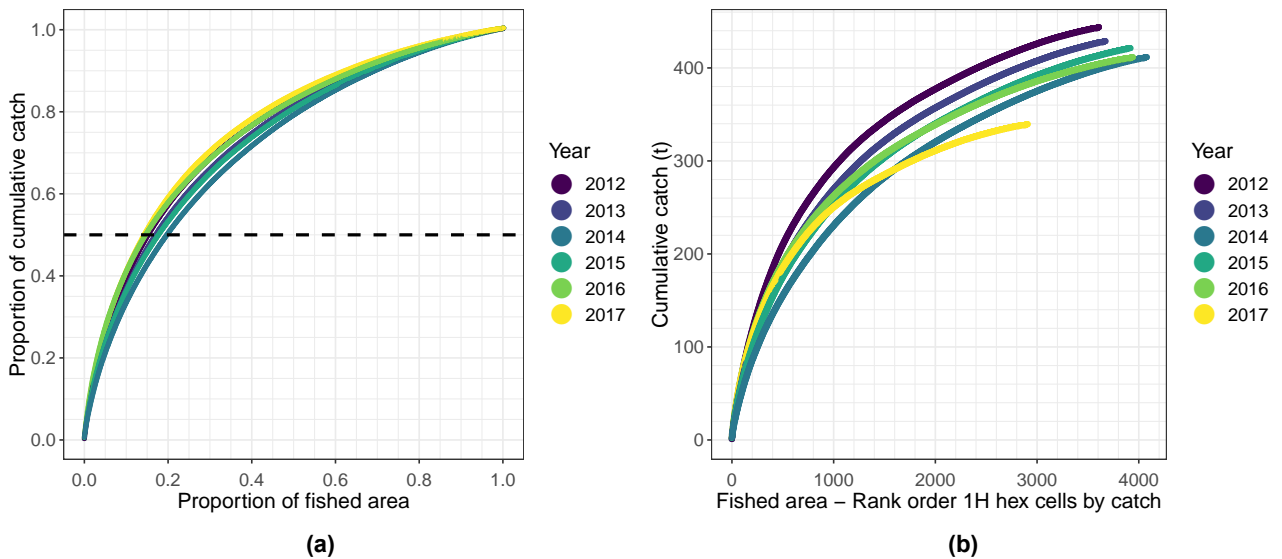 1.0
0.8
0.6
0.4
0.2
0.0
Proportion of cumulative catch
0.0 0.2 0.4 0.6 0.8 1.0
Proportion of fished area
Year
2012
2013
2014
2015
2016
2017
(a)
400
300
200
100
0
Cumulative catch (t)
0 1000 2000 3000 4000
Fished area − Rank order 1H hex cells by catch
Year
2012
2013
2014
2015
2016
2017
(b)